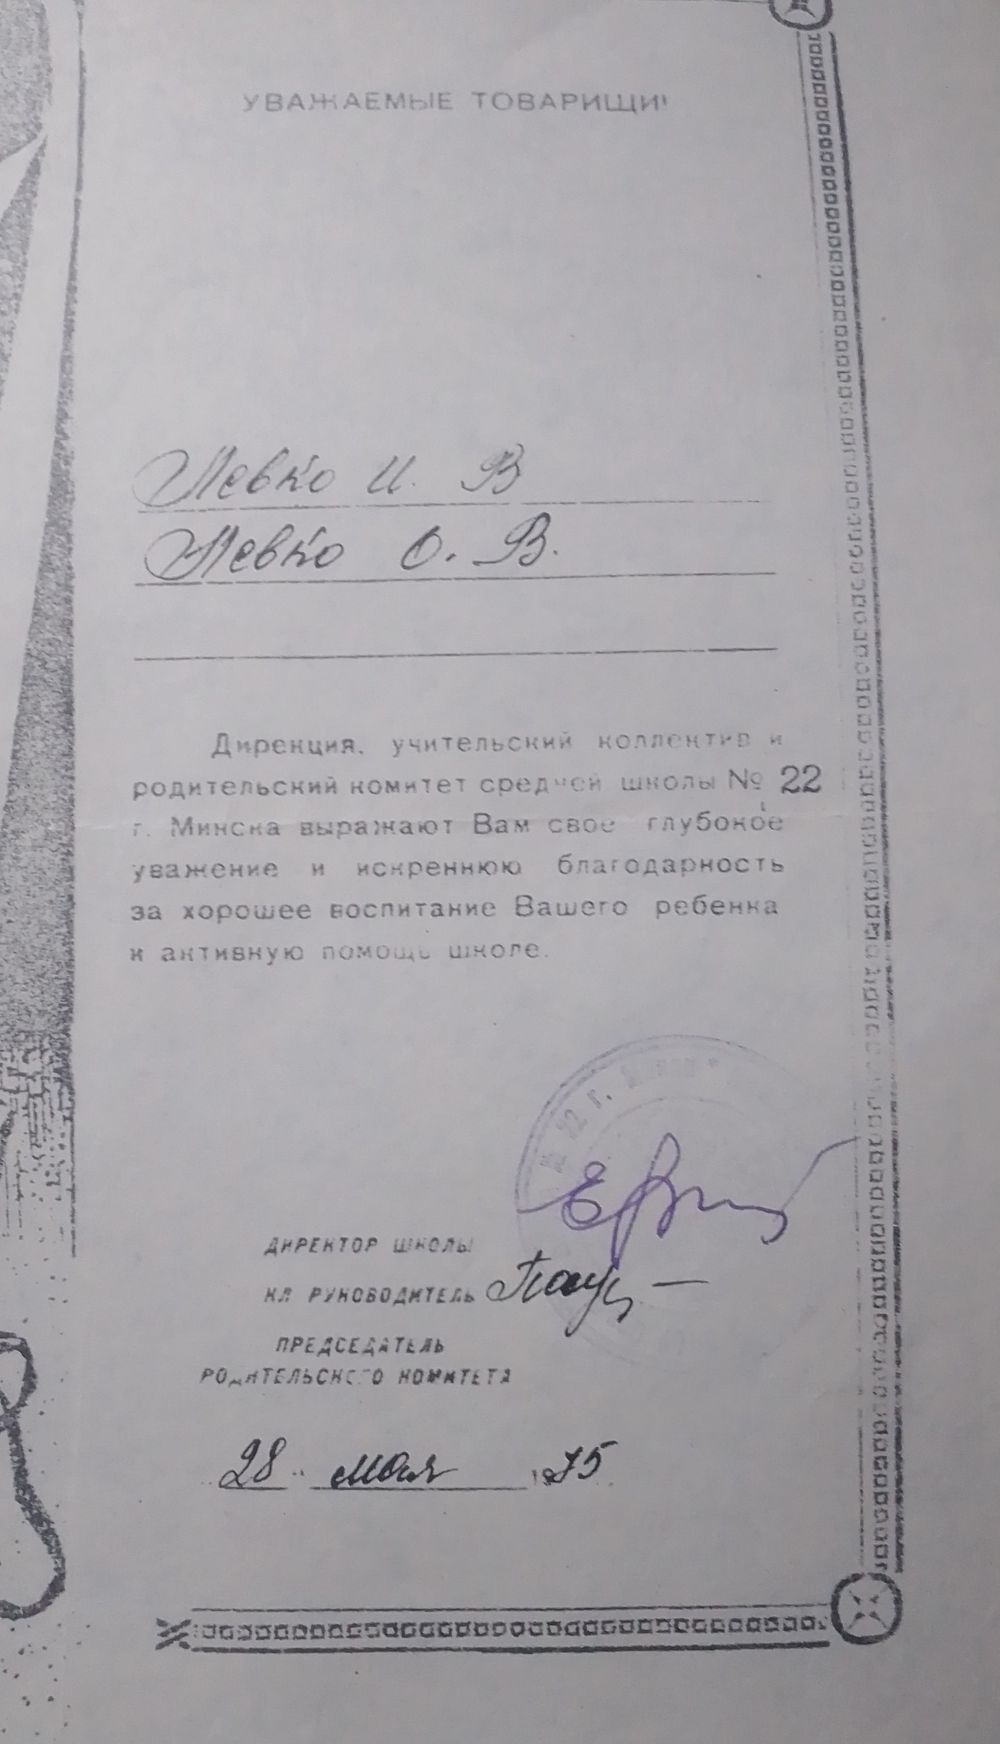 УВАЖАЕМЫЕ ТОВАРИЩИ!
Левко И. В
Левко О. В.
Дирекция, учительский коллектив и
родительский комитет средней школы № 22
г. Минска выражают Вам свое глубокое
уважение и искреннюю благодарность
за хорошее воспитание Вашего ребенка
и активную помощь школе.
22 г.
ДИРЕКТОР ШКОЛЫ
КЛ РУКОВОДИТЕЛЬ
ПРЕДСЕДАТЕЛЬ
РОДИТЕЛЬСКОГО КОМИТЕТА
28 мая 1975